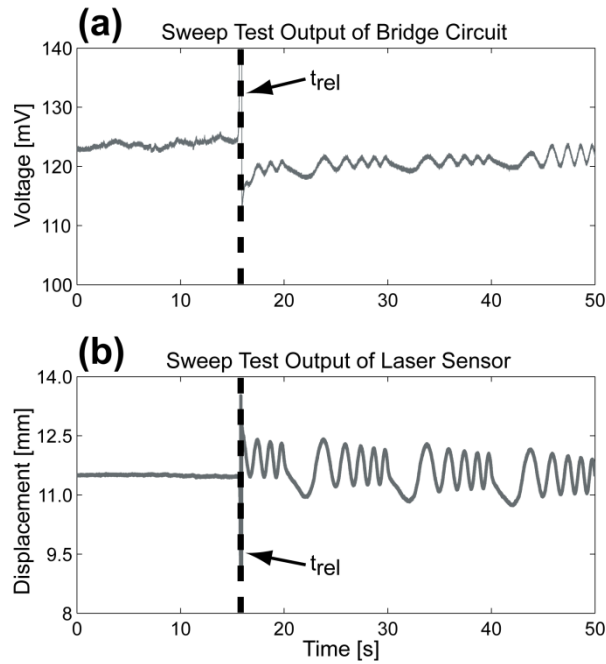 (a) Sweep Test Output of Bridge Circuit
140
130
120
110
100
Voltage [mV]
t_rel
0 10 20 30 40 50
(b) Sweep Test Output of Laser Sensor
14.0
12.5
11.0
9.5
8
Displacement [mm]
t_rel
0 10 20 30 40 50
Time [s]